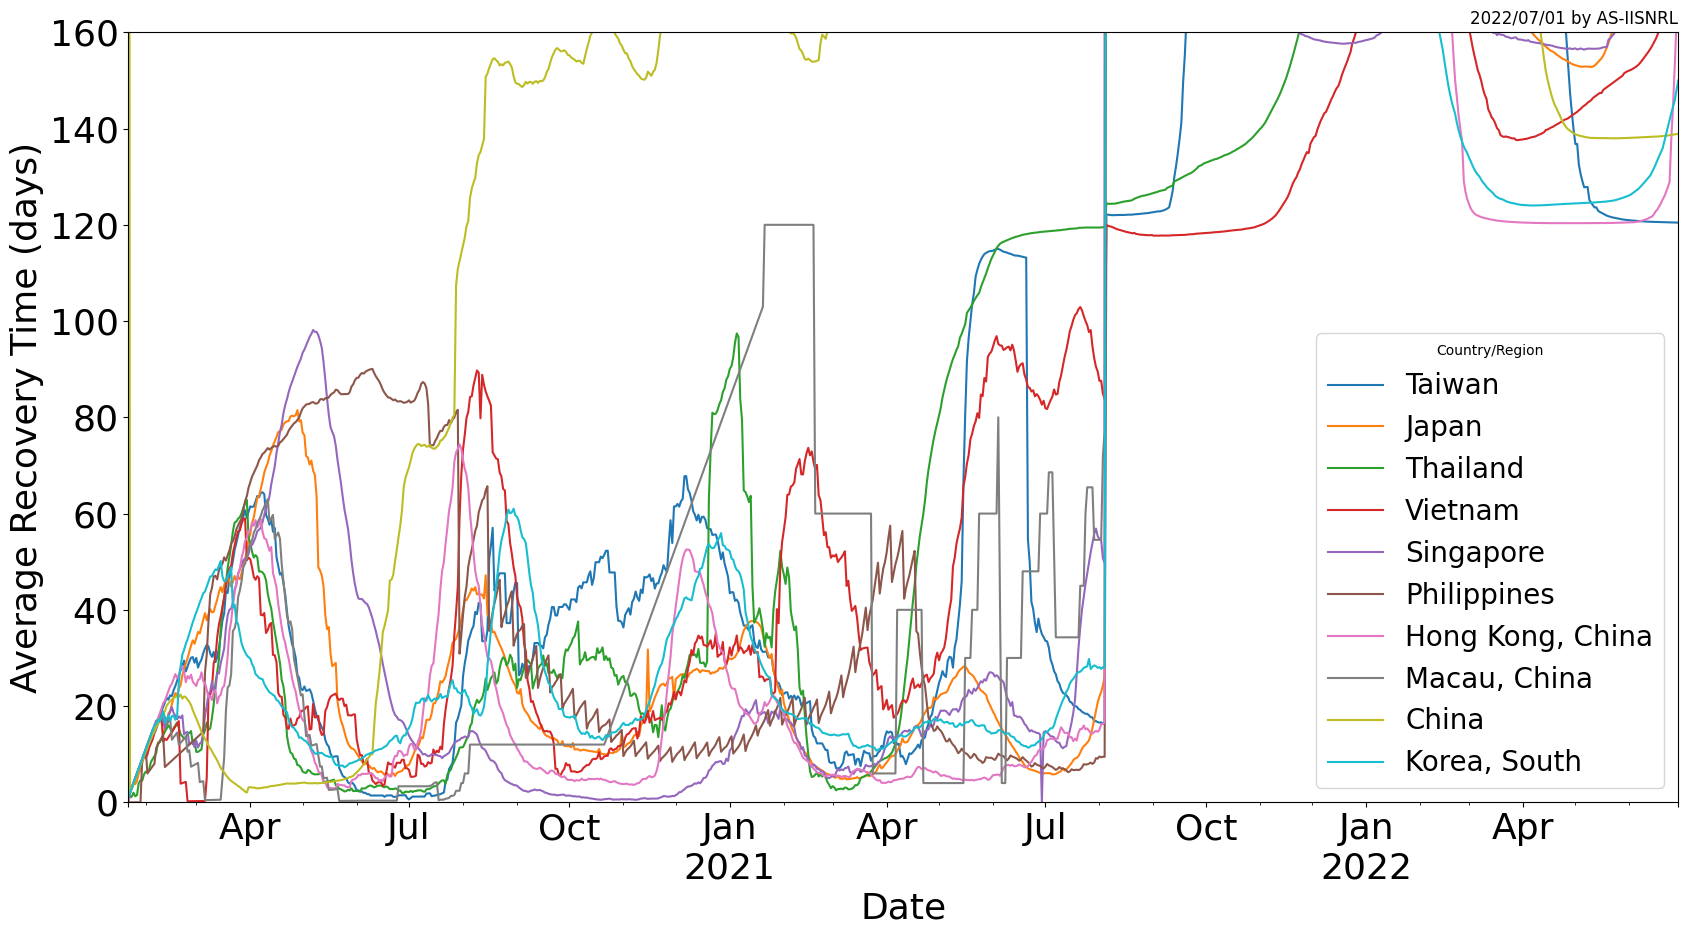 2022/07/01 by AS-IISNRL
Average Recovery Time (days)
160
140
120
100
80
60
40
20
0
Country/Region
Taiwan
Japan
Thailand
Vietnam
Singapore
Philippines
Hong Kong, China
Macau, China
China
Korea, South
Apr Jul Oct Jan Apr Jul Oct Jan Apr
2021 2022
Date